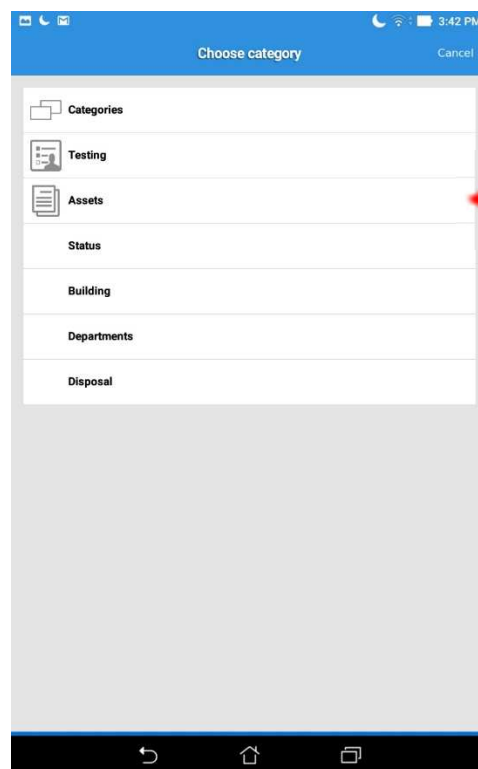 3:42 PM
Choose category
Cancel
Categories
Testing
Assets
Status
Building
Departments
Disposal